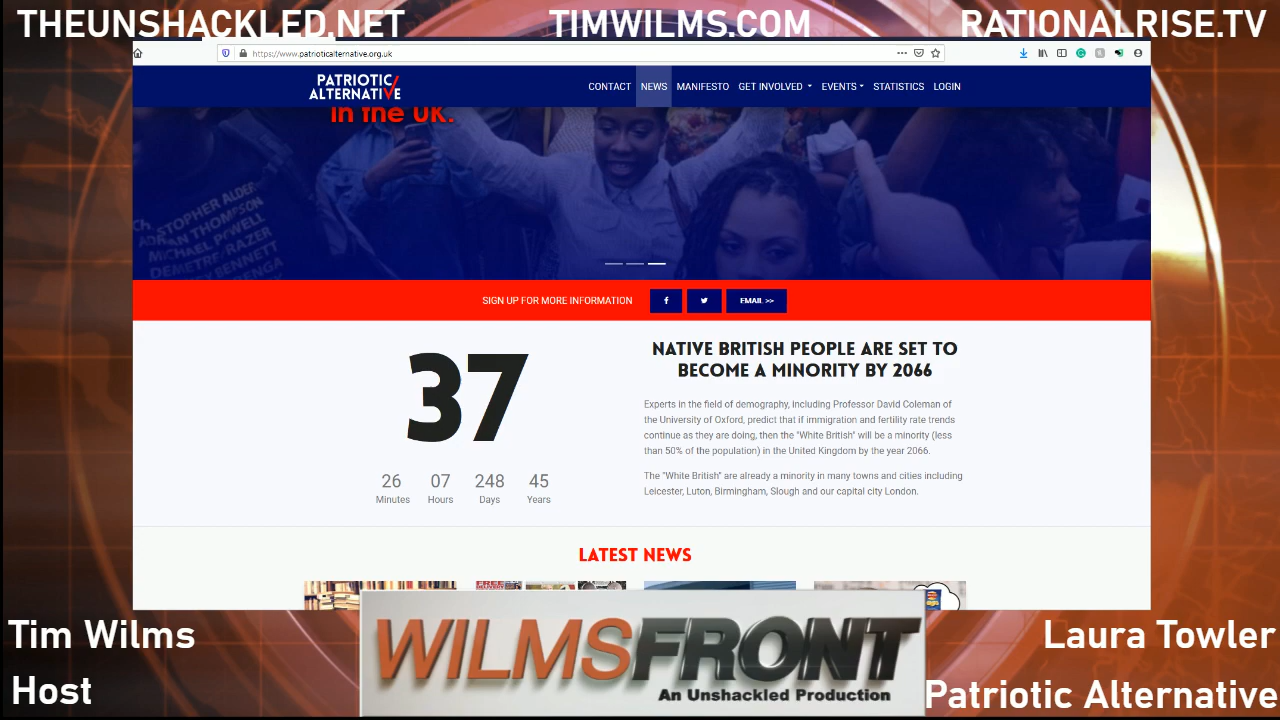 THEUNSHACKLED.NET
TIMWILMS.COM
RATIONALRISE.TV
https://www.patrioticalternative.org.uk
PATRIOTIC
ALTERNATIVE
CONTACT NEWS MANIFESTO GET INVOLVED EVENTS STATISTICS LOGIN
in the UK.
STOPHER ALDER
THOMPSON
MICHAEL POWELL
BENNETT
SIGN UP FOR MORE INFORMATION
EMAIL >>
37
26 07 248 45
Minutes Hours Days Years
NATIVE BRITISH PEOPLE ARE SET TO
BECOME A MINORITY BY 2066
Experts in the field of demography, including Professor David Coleman of
the University of Oxford, predict that if immigration and fertility rate trends
continue as they are doing, then the "White British" will be a minority (less
than 50% of the population) in the United Kingdom by the year 2066.
The "White British" are already a minority in many towns and cities including
Leicester, Luton, Birmingham, Slough and our capital city London.
LATEST NEWS
Tim Wilms
Host
WILMSFRONT
An Unshackled Production
Laura Towler
Patriotic Alternative